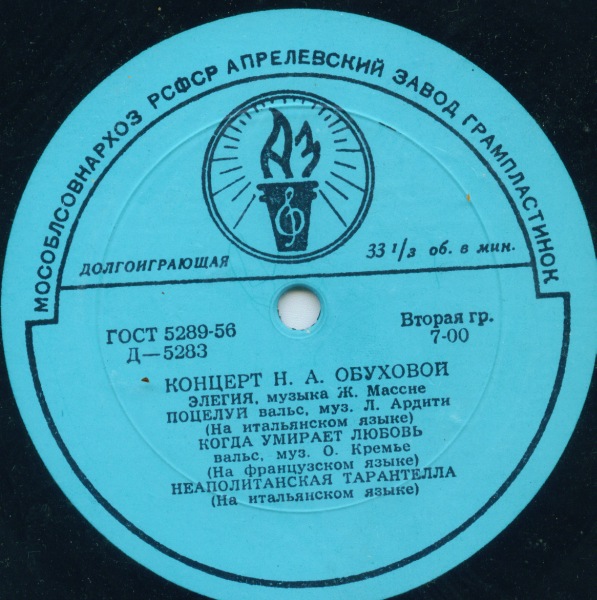 МОСОБЛСОВНАРХОЗ РСФСР АПРЕЛЕВСКИЙ ЗАВОД ГРАМПЛАСТИНОК
АЗ
ДОЛГОИГРАЮЩАЯ
33 1/3 об. в мин.
ГОСТ 5289-56
Д—5283
Вторая гр.
7-00
КОНЦЕРТ Н. А. ОБУХОВОЙ
ЭЛЕГИЯ, музыка Ж. Массне
ПОЦЕЛУЙ вальс, муз. Л. Ардити
(На итальянском языке)
КОГДА УМИРАЕТ ЛЮБОВЬ
вальс, муз. О. Кремье
(На французском языке)
НЕАПОЛИТАНСКАЯ ТАРАНТЕЛЛА
(На итальянском языке)